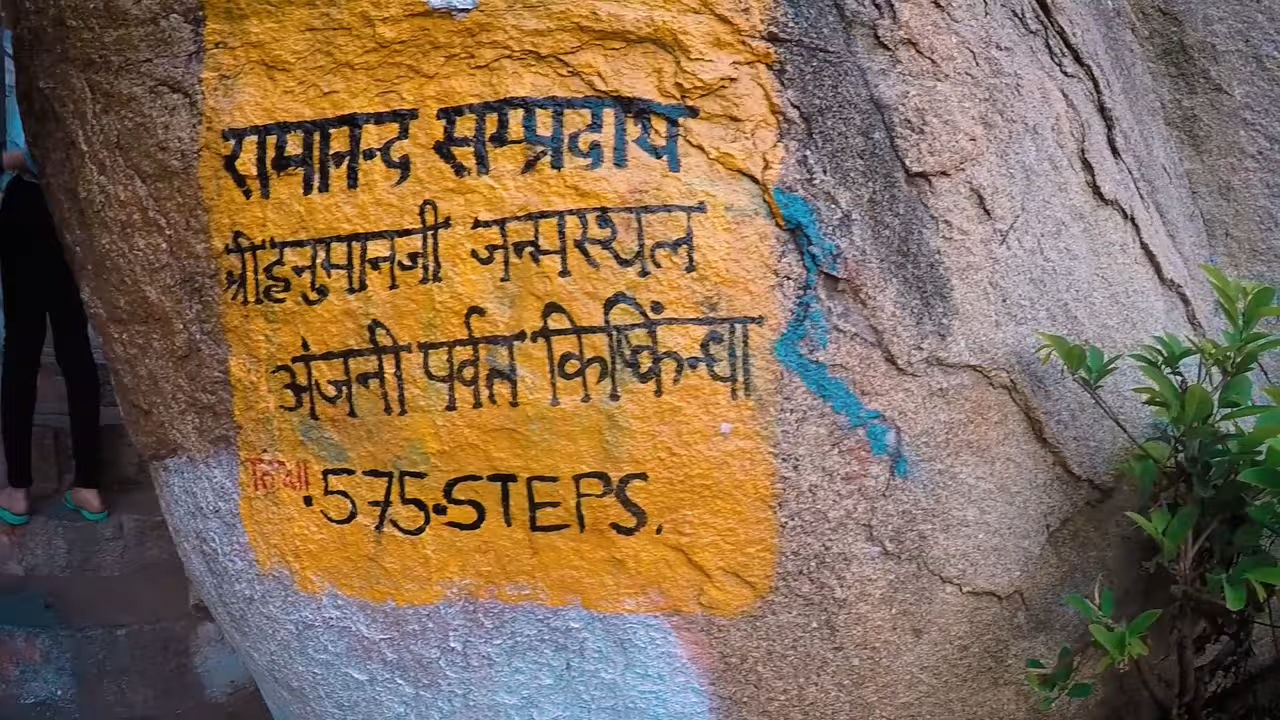 रामानन्द सम्प्रदाय
श्रीहनुमानजी जन्मस्थल
अंजनी पर्वत किष्किंन्धा
.575.STEPS.